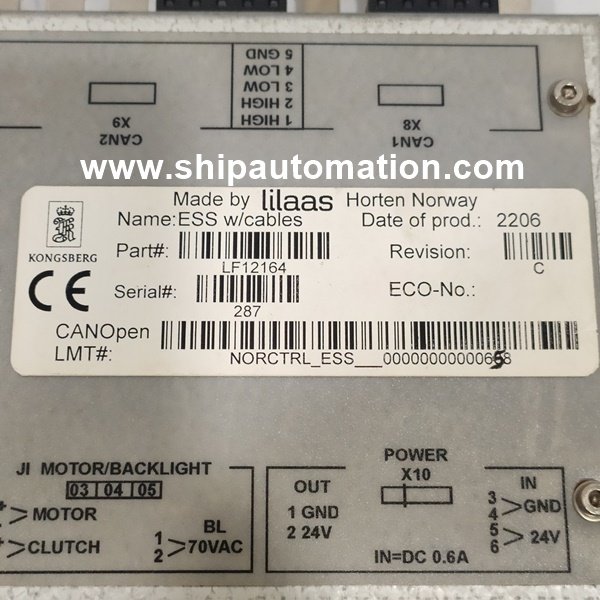 5 GND
4 LOW
3 LOW
2 HIGH
1 HIGH
X9
CAN2
X8
CAN1
www.shipautomation.com
Made by lilaas Horten Norway
Name:ESS w/cables Date of prod.: 2206
KONGSBERG
Part#: Revision:
LF12164 C
CE
Serial#: ECO-No.:
287
CANOpen
LMT#:
NORCTRL_ESS___0000000000065
JI MOTOR/BACKLIGHT
03 04 05
MOTOR
CLUTCH
BL
1
2 >70VAC
POWER
X10
OUT
1 GND
2 24V
IN
3
4 >GND
5
6 >24V
IN=DC 0.6A